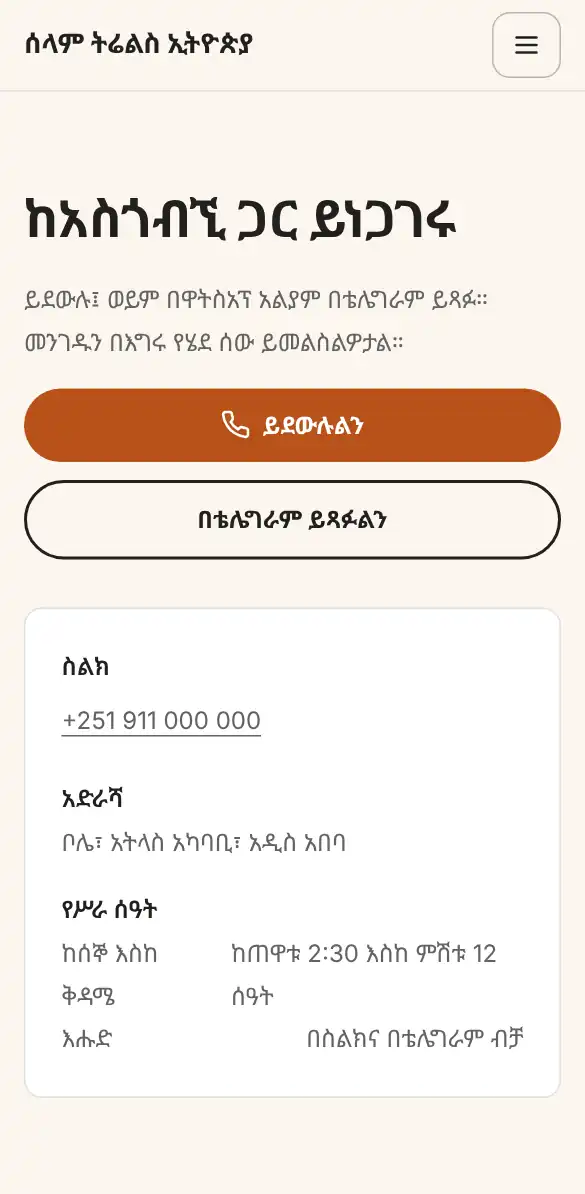 ሰላም ትሬልስ ኢትዮጵያ
ከአስጎብኚ ጋር ይነጋገሩ
ይደውሉ፤ ወይም በዋትስአፕ አልያም በቴሌግራም ይጻፉ።
መንገዱን በእግሩ የሄደ ሰው ይመልስልዎታል።
ይደውሉልን
በቴሌግራም ይጻፉልን
ስልክ
+251 911 000 000
አድራሻ
ቦሌ፣ አትላስ አካባቢ፣ አዲስ አበባ
የሥራ ሰዓት
ከሰኞ እስከ ከጠዋቱ 2:30 እስከ ምሽቱ 12
ቅዳሜ ሰዓት
እሑድ በስልክና በቴሌግራም ብቻ